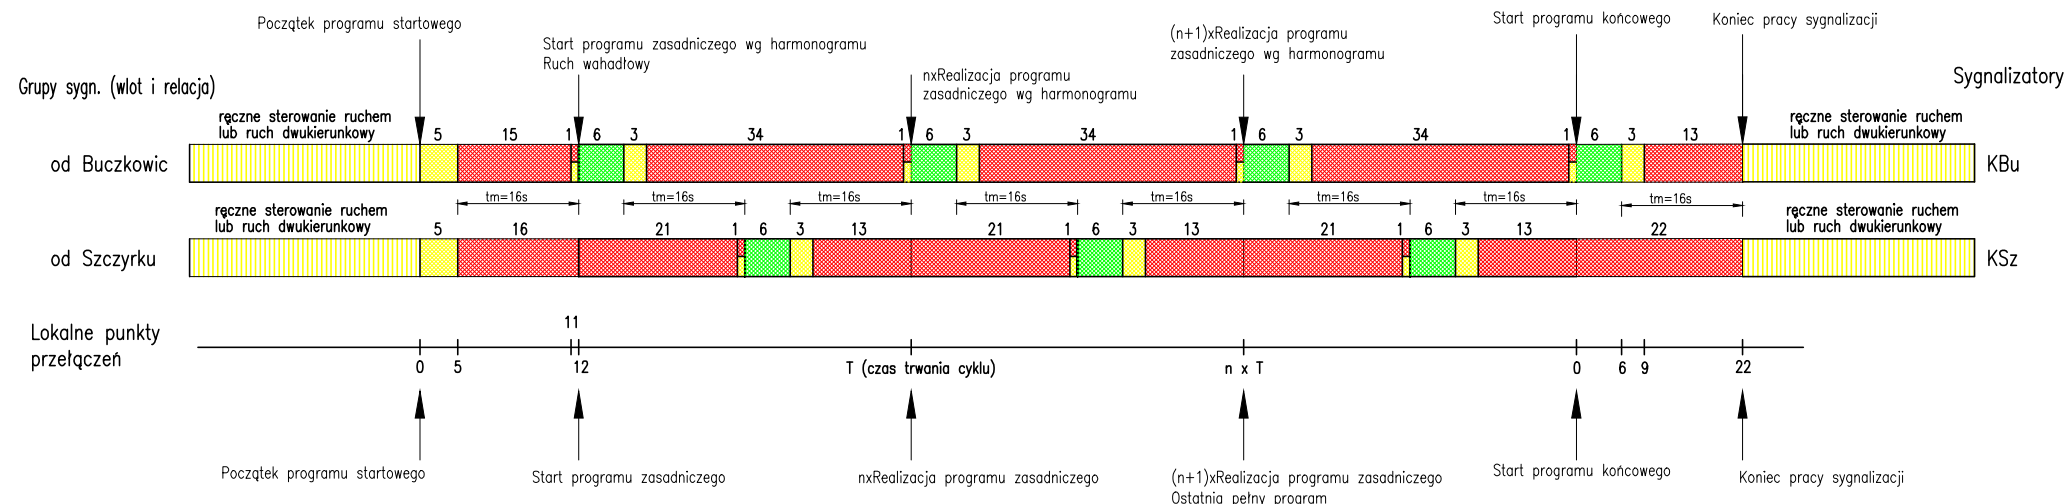 Początek programu startowego
Start programu zasadniczego wg harmonogramu
Ruch wahadłowy
nxRealizacja programu
zasadniczego wg harmonogramu
(n+1)xRealizacja programu
zasadniczego wg harmonogramu
Start programu końcowego
Koniec pracy sygnalizacji
Grupy sygn. (wlot i relacja)
Sygnalizatory
ręczne sterowanie ruchem
lub ruch dwukierunkowy
5 15 1 6 3 34 1 6 3 34 1 6 3 34 1 6 3 13
ręczne sterowanie ruchem
lub ruch dwukierunkowy
od Buczkowic
KBu
tm=16s tm=16s tm=16s tm=16s tm=16s tm=16s tm=16s tm=16s
ręczne sterowanie ruchem
lub ruch dwukierunkowy
5 16 21 1 6 3 13 21 1 6 3 13 21 1 6 3 13 22
ręczne sterowanie ruchem
lub ruch dwukierunkowy
od Szczyrku
KSz
Lokalne punkty
przełączeń
11
0 5 12 T (czas trwania cyklu) n x T 0 6 9 22
Początek programu startowego
Start programu zasadniczego
nxRealizacja programu zasadniczego
(n+1)xRealizacja programu zasadniczego
Ostatnia pełny program
Start programu końcowego
Koniec pracy sygnalizacji